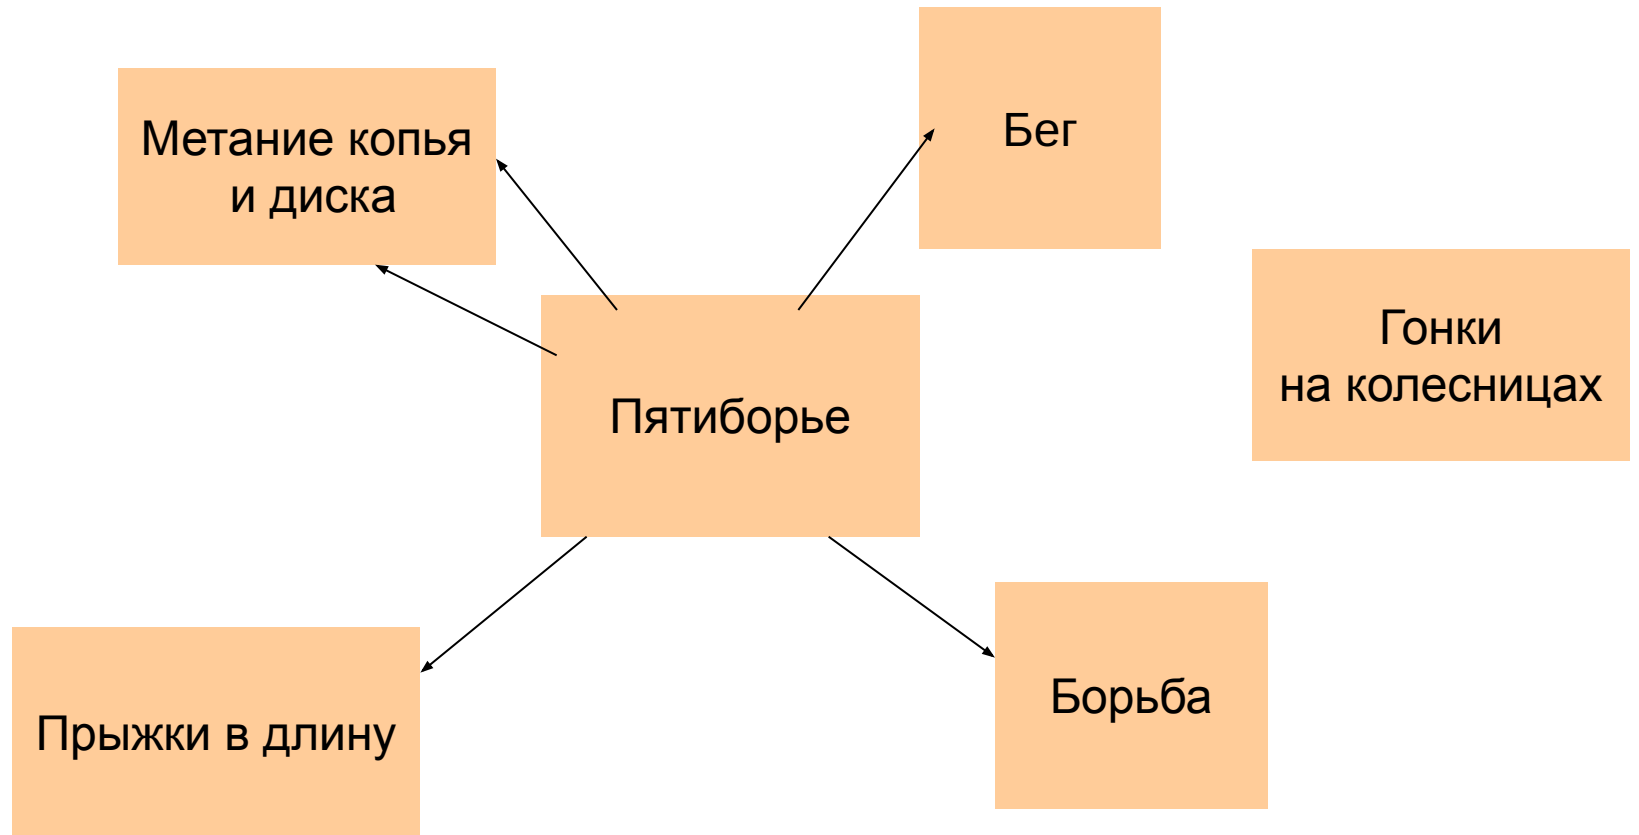 Метание копья
и диска
Бег
Гонки
на колесницах
Пятиборье
Прыжки в длину
Борьба